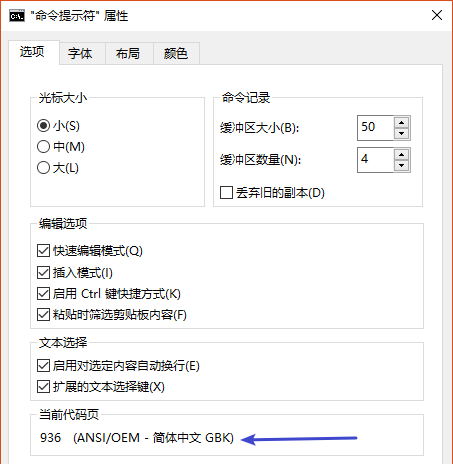 "命令提示符" 属性
选项 字体 布局 颜色
光标大小
小(S)
中(M)
大(L)
命令记录
缓冲区大小(B): 50
缓冲区数量(N): 4
丢弃旧的副本(D)
编辑选项
快速编辑模式(Q)
插入模式(I)
启用 Ctrl 键快捷方式(K)
粘贴时筛选剪贴板内容(F)
文本选择
启用对选定内容自动换行(E)
扩展的文本选择键(X)
当前代码页
936 (ANSI/OEM - 简体中文 GBK)